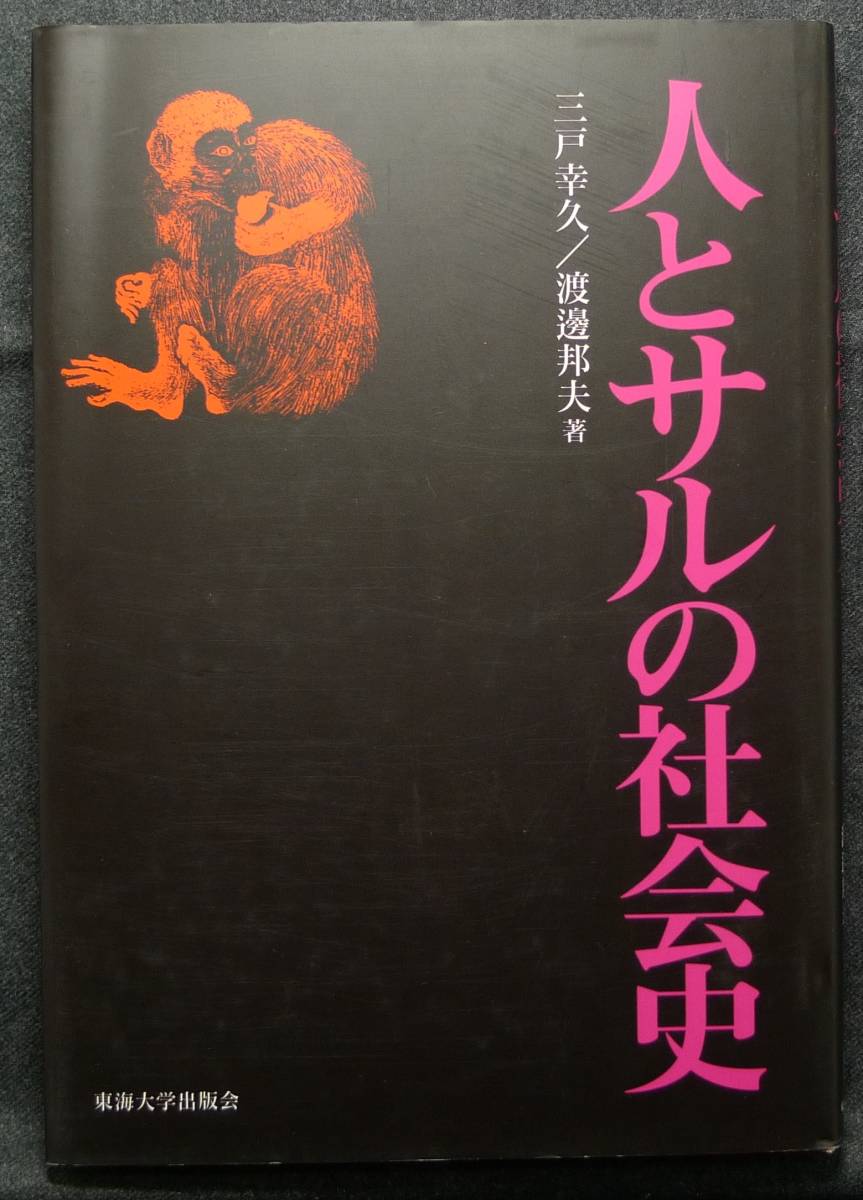 人とサルの社会史
三戸幸久／渡邊邦夫 著
東海大学出版会